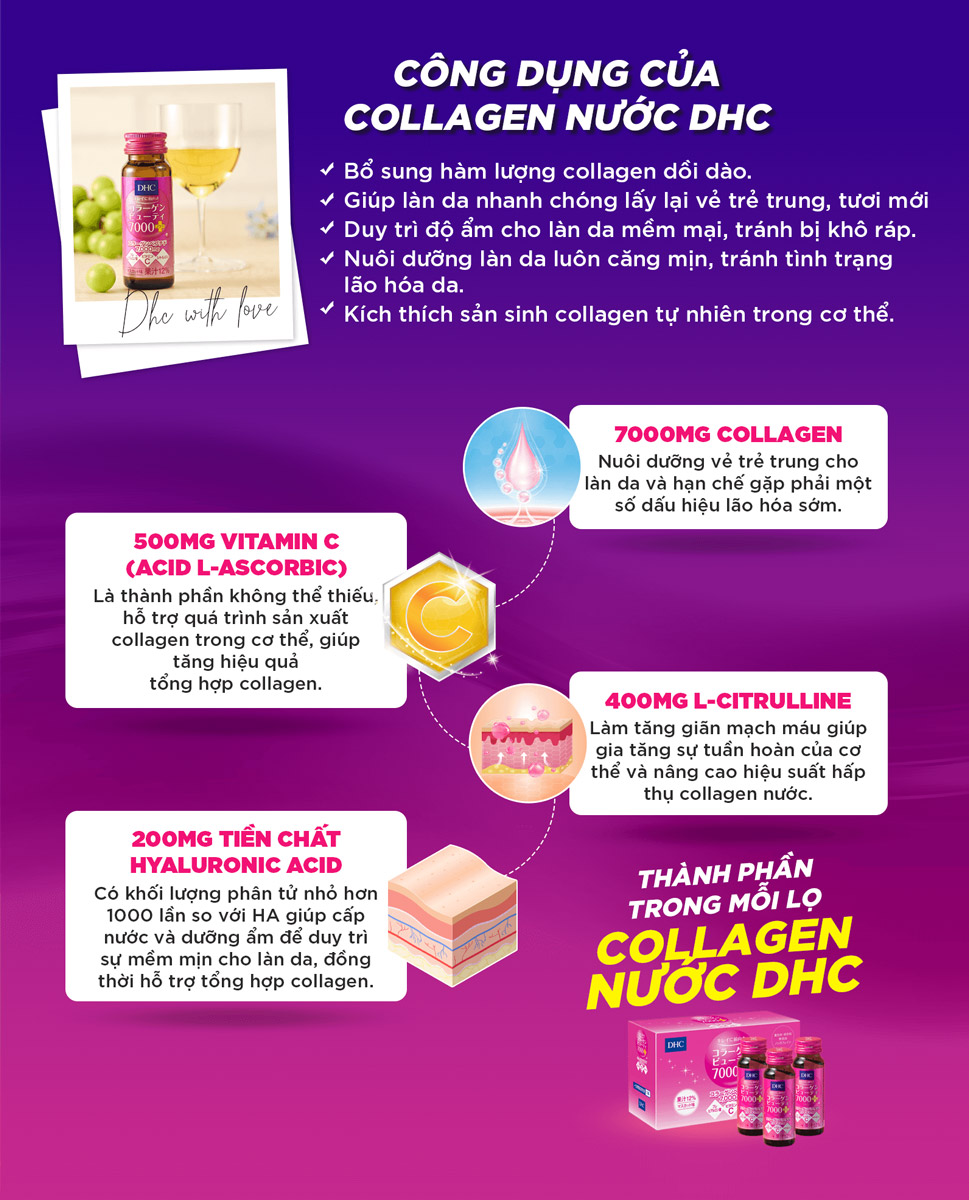 CÔNG DỤNG CỦA
COLLAGEN NƯỚC DHC
Bổ sung hàm lượng collagen dồi dào.
Giúp làn da nhanh chóng lấy lại vẻ trẻ trung, tươi mới
Duy trì độ ẩm cho làn da mềm mại, tránh bị khô ráp.
Nuôi dưỡng làn da luôn căng mịn, tránh tình trạng
lão hóa da.
Kích thích sản sinh collagen tự nhiên trong cơ thể.
DHC
コラーゲン
ビューティ
7000+
果汁12%
Dhc with love
7000MG COLLAGEN
Nuôi dưỡng vẻ trẻ trung cho
làn da và hạn chế gặp phải một
số dấu hiệu lão hóa sớm.
500MG VITAMIN C
(ACID L-ASCORBIC)
Là thành phần không thể thiếu,
hỗ trợ quá trình sản xuất
collagen trong cơ thể, giúp
tăng hiệu quả
tổng hợp collagen.
C
400MG L-CITRULLINE
Làm tăng giãn mạch máu giúp
gia tăng sự tuần hoàn của cơ
thể và nâng cao hiệu suất hấp
thụ collagen nước.
200MG TIỀN CHẤT
HYALURONIC ACID
Có khối lượng phân tử nhỏ hơn
1000 lần so với HA giúp cấp
nước và dưỡng ẩm để duy trì
sự mềm mịn cho làn da, đồng
thời hỗ trợ tổng hợp collagen.
THÀNH PHẦN
TRONG MỖI LỌ
COLLAGEN
NƯỚC DHC
DHC
コラーゲン
ビューティ
7000
果汁12%